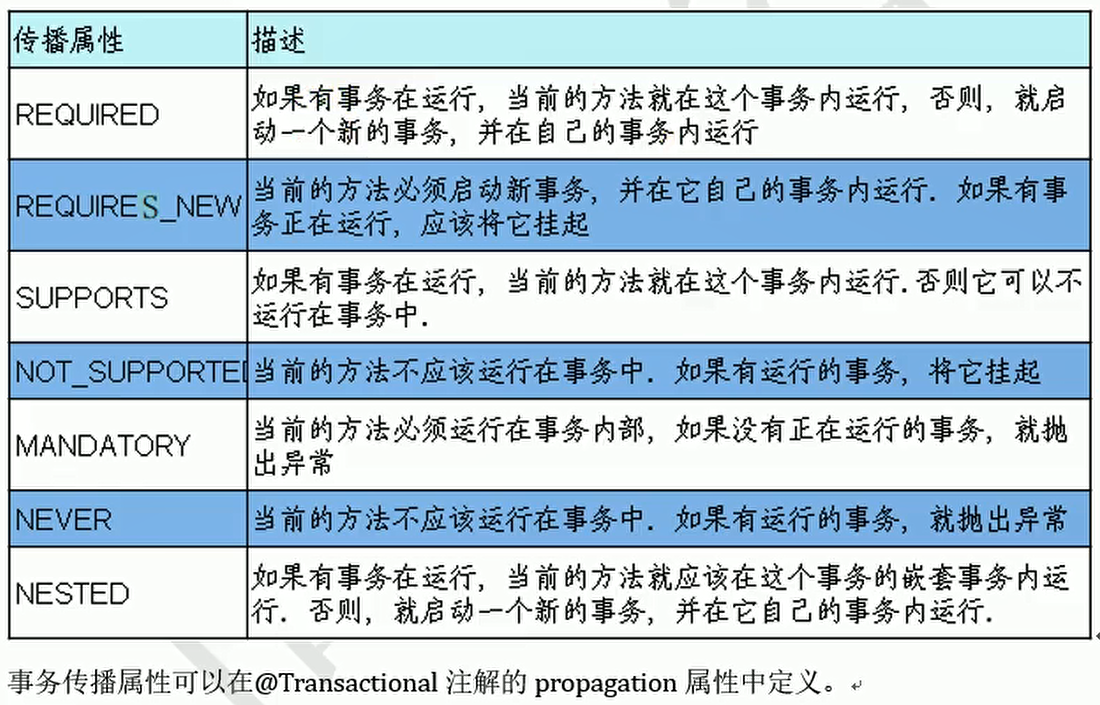 传播属性
描述
REQUIRED
如果有事务在运行，当前的方法就在这个事务内运行，否则，就启
动一个新的事务，并在自己的事务内运行
REQUIRES_NEW
当前的方法必须启动新事务，并在它自己的事务内运行. 如果有事
务正在运行，应该将它挂起
SUPPORTS
如果有事务在运行，当前的方法就在这个事务内运行.否则它可以不
运行在事务中.
NOT_SUPPORTED
当前的方法不应该运行在事务中. 如果有运行的事务，将它挂起
MANDATORY
当前的方法必须运行在事务内部，如果没有正在运行的事务，就抛
出异常
NEVER
当前的方法不应该运行在事务中. 如果有运行的事务，就抛出异常
NESTED
如果有事务在运行，当前的方法就应该在这个事务的嵌套事务内运
行. 否则，就启动一个新的事务，并在它自己的事务内运行.
事务传播属性可以在@Transactional 注解的 propagation 属性中定义。